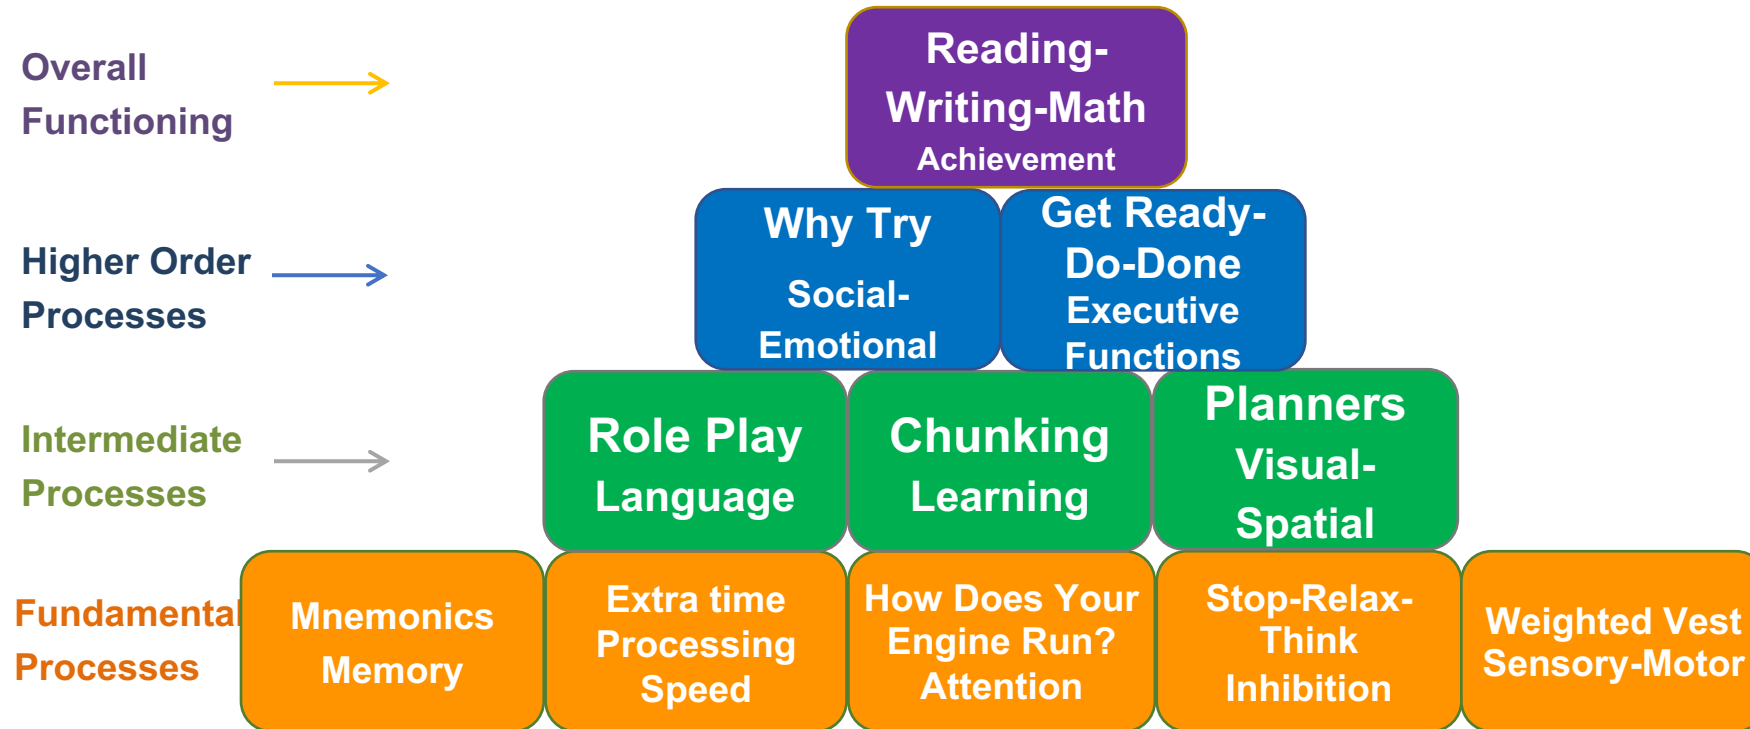 Overall
Functioning
Reading-
Writing-Math
Achievement
Higher Order
Processes
Why Try
Social-
Emotional
Get Ready-
Do-Done
Executive
Functions
Intermediate
Processes
Role Play
Language
Chunking
Learning
Planners
Visual-
Spatial
Fundamental
Processes
Mnemonics
Memory
Extra time
Processing
Speed
How Does Your
Engine Run?
Attention
Stop-Relax-
Think
Inhibition
Weighted Vest
Sensory-Motor